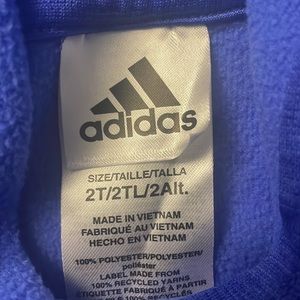 adidas
SIZE/TAILLE/TALLA
2T/2TL/2Alt.
MADE IN VIETNAM
FABRIQUÉ AU VIETNAM
HECHO EN VIETNAM
100% POLYESTER/POLYESTER/
poliéster
LABEL MADE FROM
100% RECYCLED YARNS
ÉTIQUETTE FABRIQUÉE À PARTIR